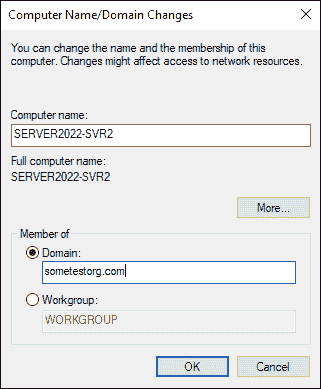 Computer Name/Domain Changes
You can change the name and the membership of this
computer. Changes might affect access to network resources.
Computer name:
SERVER2022-SVR2
Full computer name:
SERVER2022-SVR2
More...
Member of
Domain:
sometestorg.com
Workgroup:
WORKGROUP
OK
Cancel